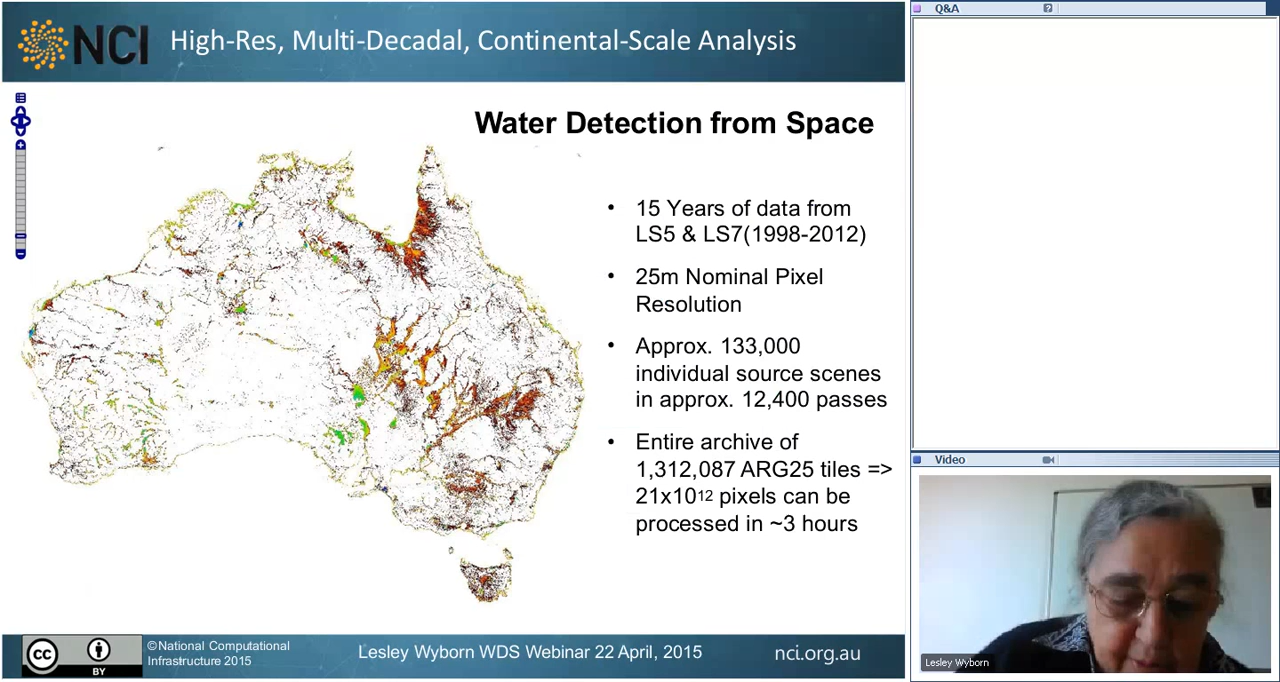 NCI High-Res, Multi-Decadal, Continental-Scale Analysis
Water Detection from Space
• 15 Years of data from
LS5 & LS7(1998-2012)
• 25m Nominal Pixel
Resolution
• Approx. 133,000
individual source scenes
in approx. 12,400 passes
• Entire archive of
1,312,087 ARG25 tiles =>
21x10¹² pixels can be
processed in ~3 hours
cc
BY
©National Computational
Infrastructure 2015
Lesley Wyborn WDS Webinar 22 April, 2015
nci.org.au
Q&A
?
Video
Lesley Wyborn